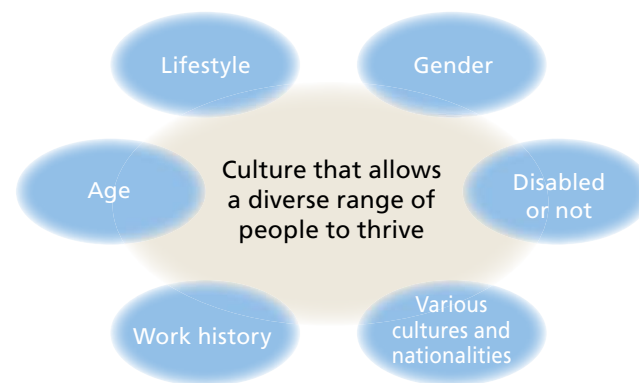 Lifestyle
Gender
Age
Culture that allows
a diverse range of
people to thrive
Disabled
or not
Work history
Various
cultures and
nationalities